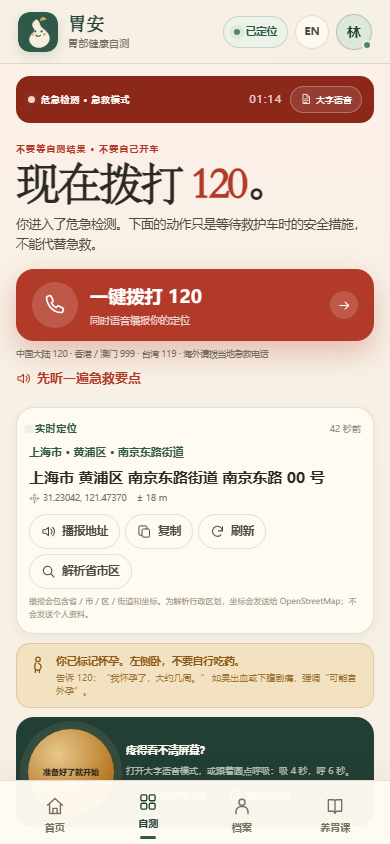 胃安
胃部健康自测
已定位
EN
林
危急检测 • 急救模式
01:14
大字语音
不要等自测结果 • 不要自己开车
现在拨打 120。
你进入了危急检测。下面的动作只是等待救护车时的安全措施，
不能代替急救。
一键拨打 120
同时语音播报你的定位
中国大陆 120 · 香港 / 澳门 999 · 台湾 119 · 海外请拨当地急救电话
先听一遍急救要点
实时定位
42 秒前
上海市 • 黄浦区 • 南京东路街道
上海市 黄浦区 南京东路街道 南京东路 00 号
31.23042, 121.47370
± 18 m
播报地址
复制
刷新
解析省市区
播报会包含省 / 市 / 区 / 街道和坐标。为解析行政区划，坐标会发送给 OpenStreetMap；不
会发送个人资料。
你已标记怀孕。左侧卧，不要自行吃药。
告诉 120：“我怀孕了，大约几周。” 如果出血或下腹剧痛，强调“可能宫
外孕”。
疼得看不清屏幕？
准备好了就开始
打开大字语音模式，或跟着圆点呼吸：吸 4 秒，呼 6 秒。
首页
自测
档案
养胃课